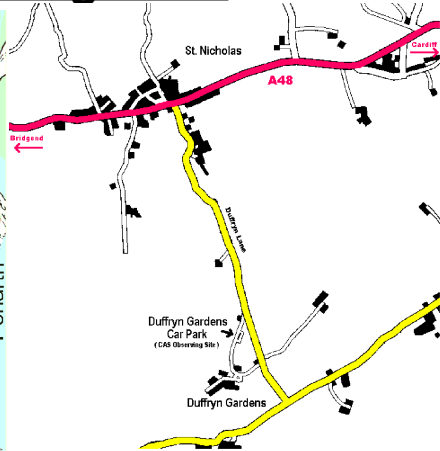 St. Nicholas
Cardiff
A48
Bridgend
Duffryn Lane
Duffryn Gardens
Car Park
( CAS Observing Site )
Duffryn Gardens